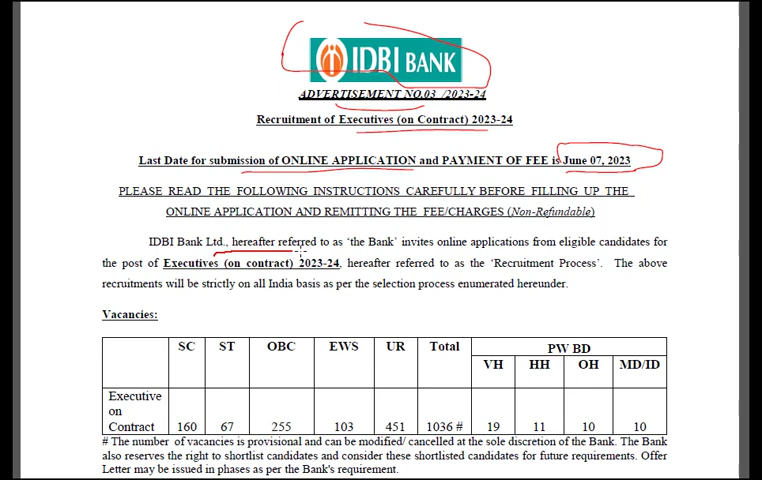 IDBI BANK
ADVERTISEMENT NO.03 /2023-24
Recruitment of Executives (on Contract) 2023-24
Last Date for submission of ONLINE APPLICATION and PAYMENT OF FEE is June 07, 2023
PLEASE READ THE FOLLOWING INSTRUCTIONS CAREFULLY BEFORE FILLING UP THE
ONLINE APPLICATION AND REMITTING THE FEE/CHARGES (Non-Refundable)
IDBI Bank Ltd., hereafter referred to as ‘the Bank’ invites online applications from eligible candidates for
the post of Executives (on contract) 2023-24, hereafter referred to as the ‘Recruitment Process’. The above
recruitments will be strictly on all India basis as per the selection process enumerated hereunder.
Vacancies:
SC ST OBC EWS UR Total PW BD
VH HH OH MD/ID
Executive
on
Contract 160 67 255 103 451 1036 # 19 11 10 10
# The number of vacancies is provisional and can be modified/ cancelled at the sole discretion of the Bank. The Bank
also reserves the right to shortlist candidates and consider these shortlisted candidates for future requirements. Offer
Letter may be issued in phases as per the Bank's requirement.